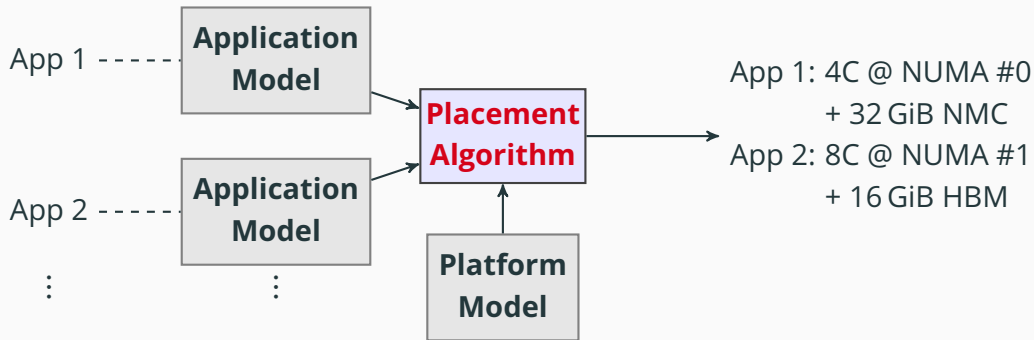 App 1
Application
Model
App 2
Application
Model
⋮
⋮
Placement
Algorithm
Platform
Model
App 1: 4C @ NUMA #0
+ 32 GiB NMC
App 2: 8C @ NUMA #1
+ 16 GiB HBM